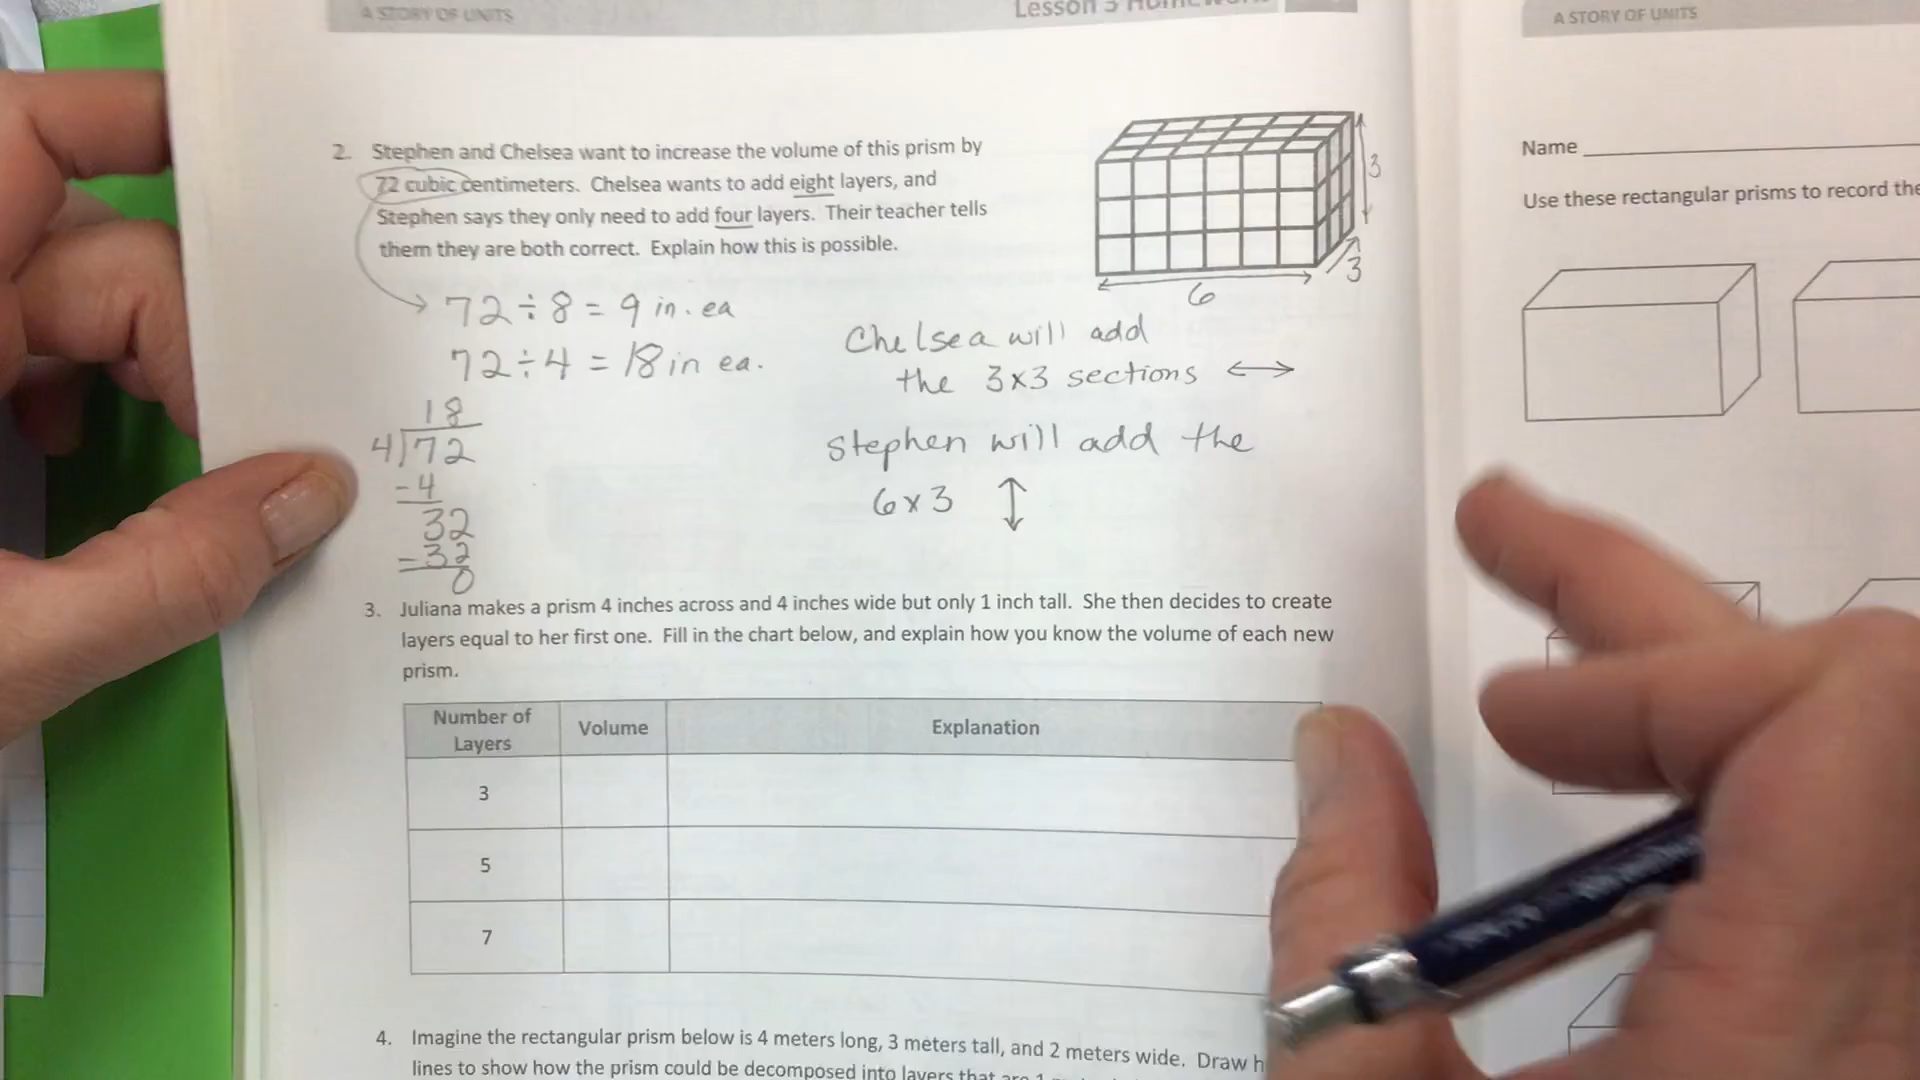 A STORY OF UNITS
Lesson 3
A STORY OF UNITS
2. Stephen and Chelsea want to increase the volume of this prism by
72 cubic centimeters. Chelsea wants to add eight layers, and
Stephen says they only need to add four layers. Their teacher tells
them they are both correct. Explain how this is possible.
3
3
6
72 ÷ 8 = 9 in. ea
72 ÷ 4 = 18 in ea.
18
4)72
-4
32
-32
0
Chelsea will add
the 3x3 sections ↔
Stephen will add the
6x3 ↕
3. Juliana makes a prism 4 inches across and 4 inches wide but only 1 inch tall. She then decides to create
layers equal to her first one. Fill in the chart below, and explain how you know the volume of each new
prism.
Number of
Layers
Volume
Explanation
3
5
7
4. Imagine the rectangular prism below is 4 meters long, 3 meters tall, and 2 meters wide. Draw
lines to show how the prism could be decomposed into layers that are 1
Name
Use these rectangular prisms to record the